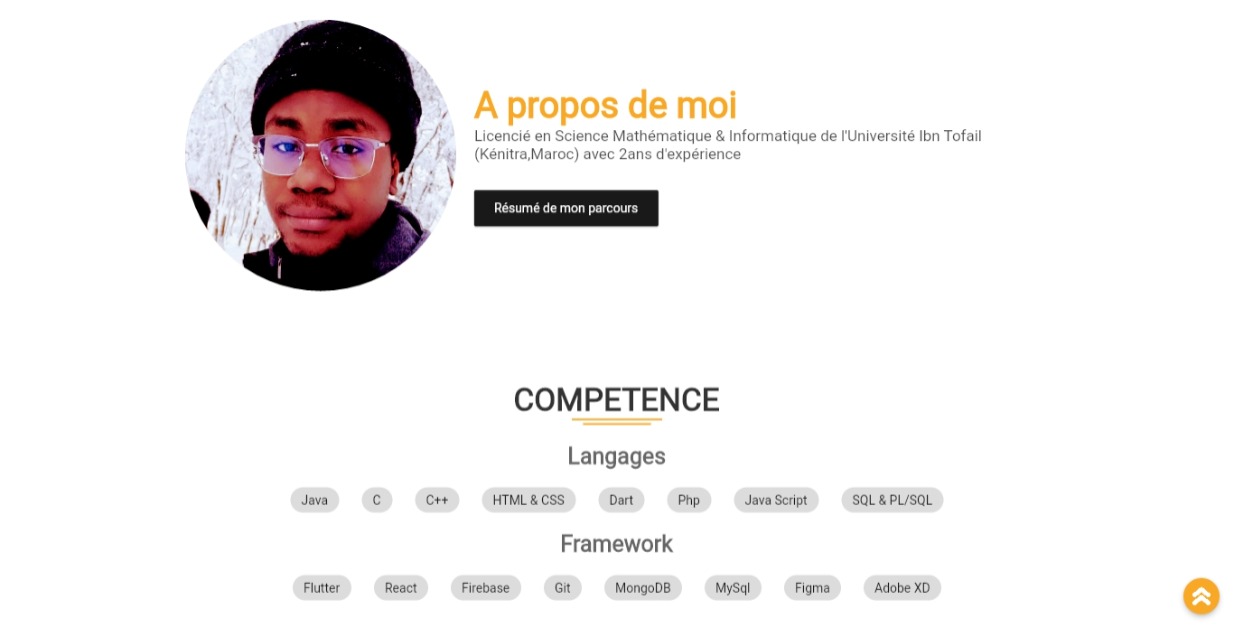 A propos de moi
Licencié en Science Mathématique & Informatique de l'Université Ibn Tofail
(Kénitra,Maroc) avec 2ans d'expérience
Résumé de mon parcours
COMPETENCE
Langages
Java C C++ HTML & CSS Dart Php Java Script SQL & PL/SQL
Framework
Flutter React Firebase Git MongoDB MySql Figma Adobe XD